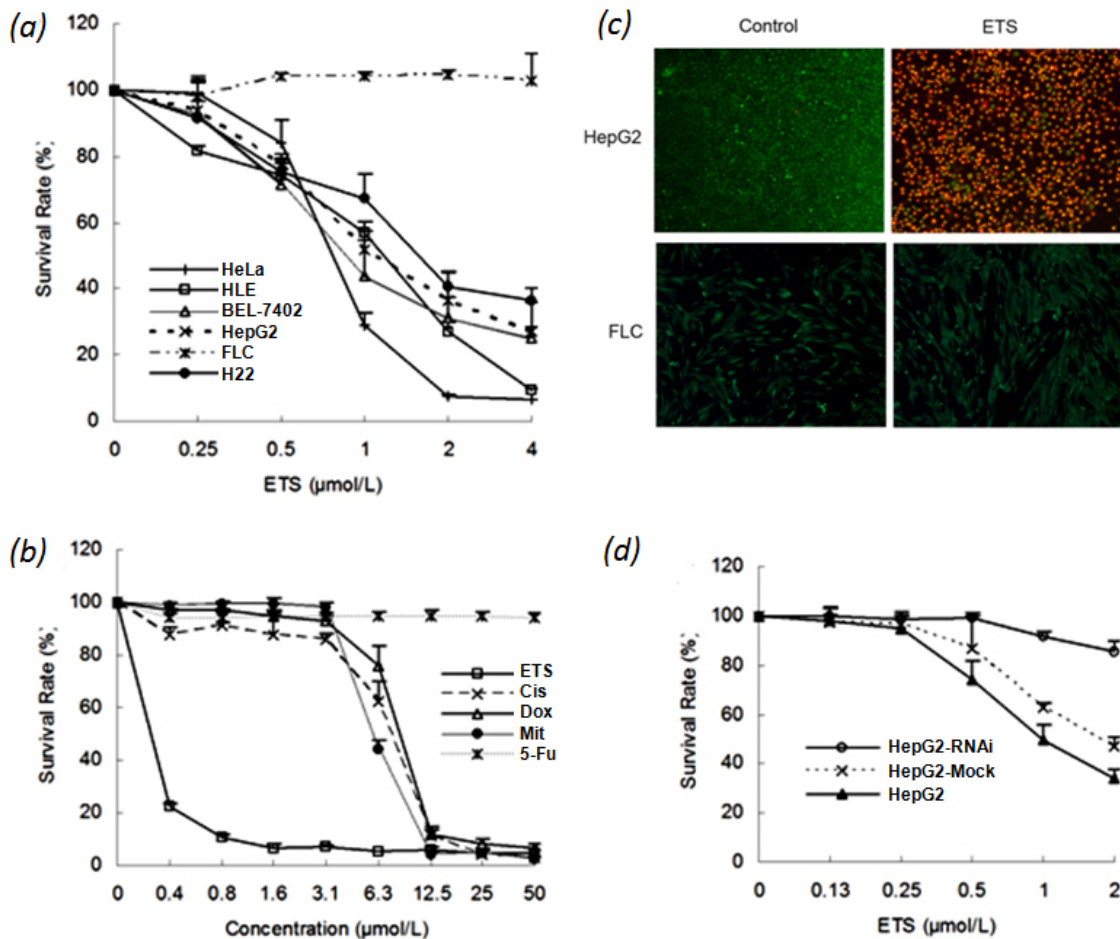 (a)
120
100
80
60
40
20
0
Survival Rate (%;
HeLa
HLE
BEL-7402
HepG2
FLC
H22
0 0.25 0.5 1 2 4
ETS (µmol/L)
(c)
Control ETS
HepG2
FLC
(b)
120
100
80
60
40
20
0
Survival Rate (%;
ETS
Cis
Dox
Mit
5-Fu
0 0.4 0.8 1.6 3.1 6.3 12.5 25 50
Concentration (µmol/L)
(d)
120
100
80
60
40
20
0
Survival Rate (%;
HepG2-RNAi
HepG2-Mock
HepG2
0 0.13 0.25 0.5 1 2
ETS (µmol/L)